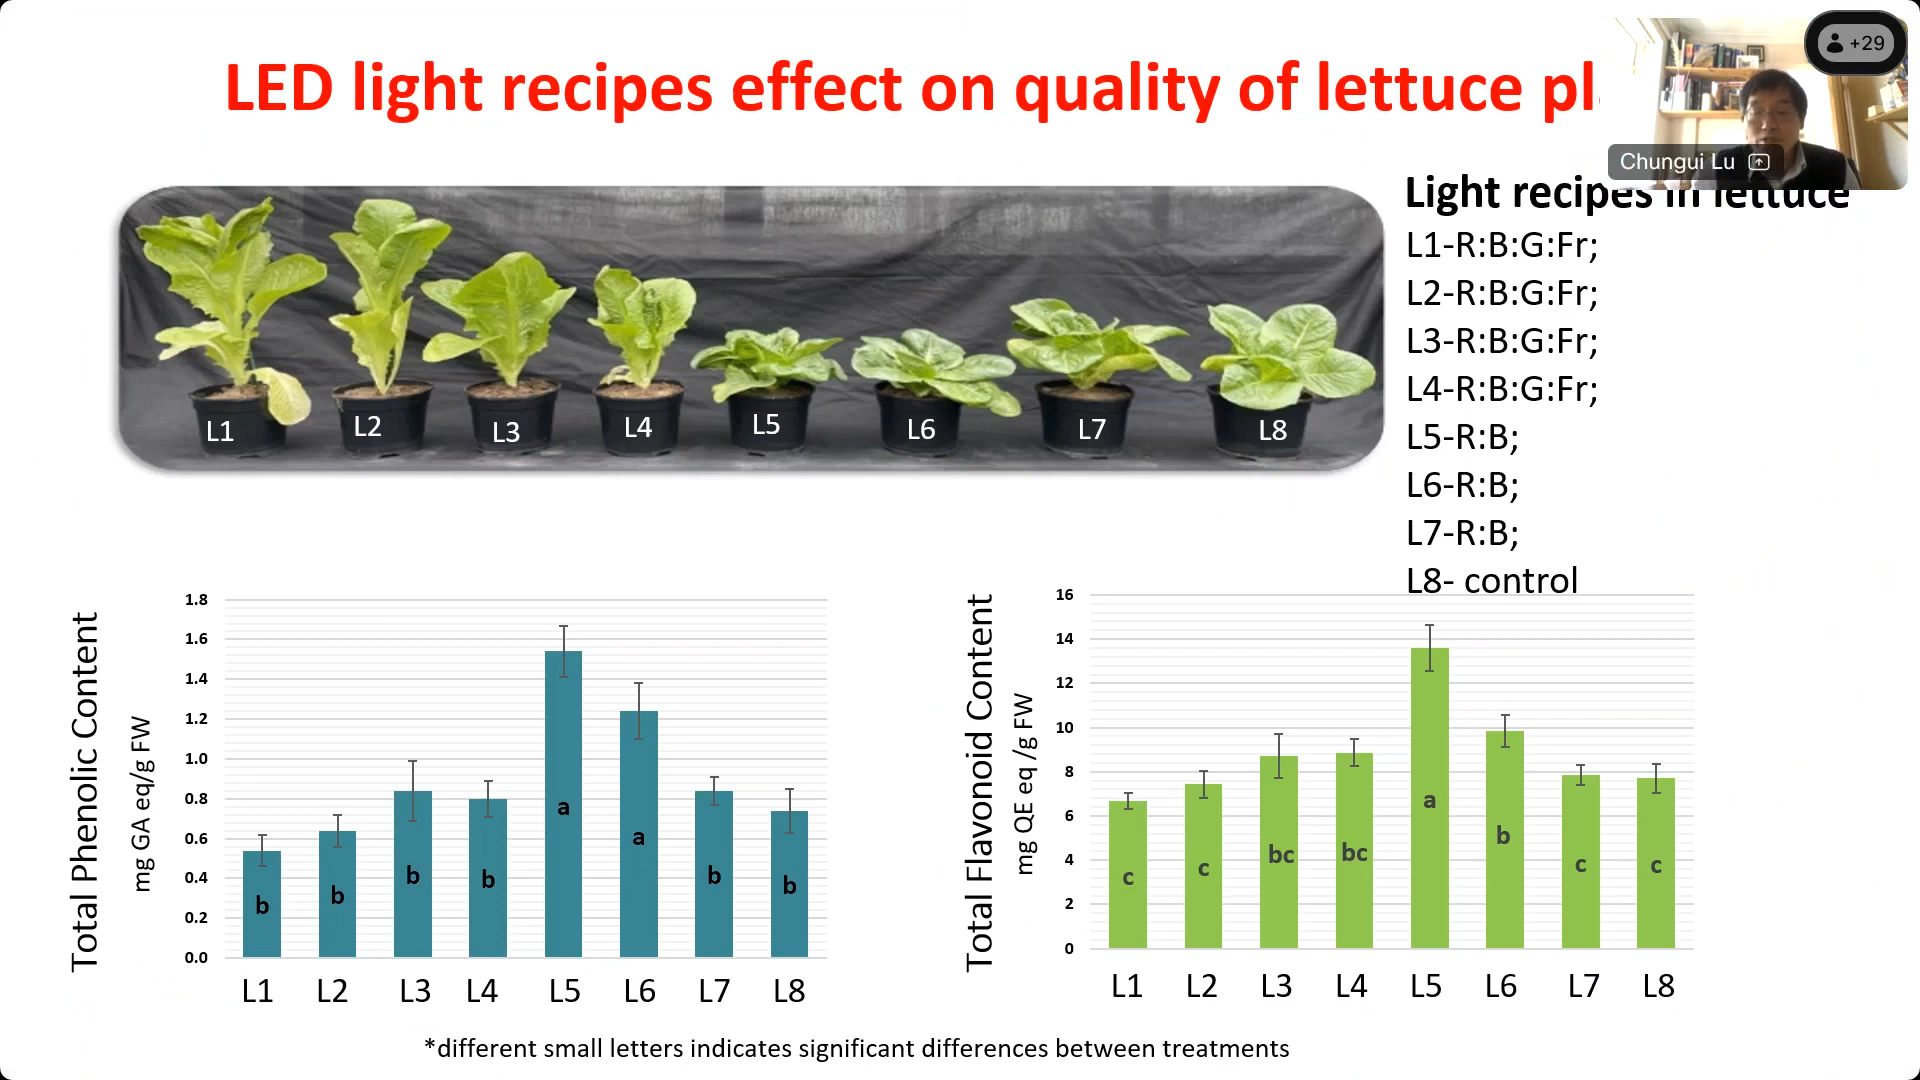 LED light recipes effect on quality of lettuce
+29
Chungui Lu
Light recipes in lettuce
L1-R:B:G:Fr;
L2-R:B:G:Fr;
L3-R:B:G:Fr;
L4-R:B:G:Fr;
L5-R:B;
L6-R:B;
L7-R:B;
L8- control
L1
L2
L3
L4
L5
L6
L7
L8
Total Phenolic Content
mg GA eq/g FW
1.8
1.6
1.4
1.2
1.0
0.8
0.6
0.4
0.2
0.0
b
b
b
b
a
a
b
b
L1 L2 L3 L4 L5 L6 L7 L8
Total Flavonoid Content
mg QE eq /g FW
16
14
12
10
8
6
4
2
0
c
c
bc
bc
a
b
c
c
L1 L2 L3 L4 L5 L6 L7 L8
*different small letters indicates significant differences between treatments